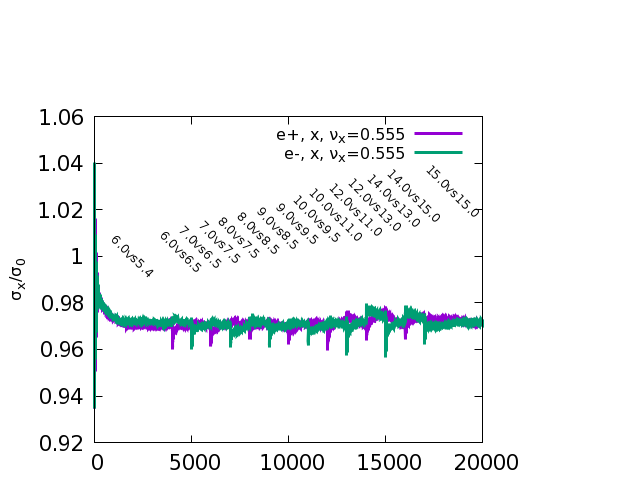 1.06
1.04
1.02
1
0.98
0.96
0.94
0.92
σx/σ0
e+, x, νx=0.555
e-, x, νx=0.555
6.0vs5.4
6.0vs6.5
7.0vs6.5
7.0vs7.5
8.0vs7.5
8.0vs8.5
9.0vs8.5
9.0vs9.5
10.0vs9.5
10.0vs11.0
12.0vs11.0
12.0vs13.0
14.0vs13.0
14.0vs15.0
15.0vs15.0
0
5000
10000
15000
20000